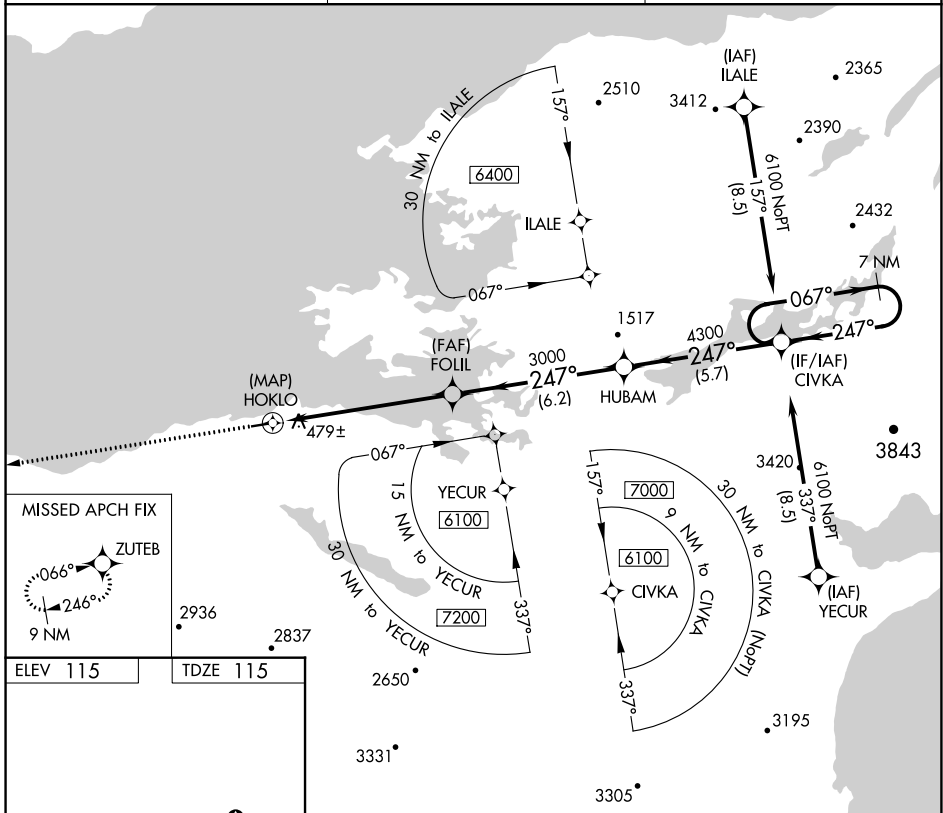 (IAF)
ILALE
2365
2510
3412
2390
30 NM to ILALE
157°
6400
6100 NoPT
157°
(8.5)
ILALE
2432
067°
7 NM
067°
247°
1517
4300
247°
(5.7)
(IF/IAF)
CIVKA
(FAF)
FOLIL
3000
247°
(6.2)
HUBAM
(MAP)
HOKLO
479±
3843
067°
157°
3420
6100 NoPT
337°
(8.5)
YECUR
6100
15 NM to YECUR
7200
30 NM to YECUR
337°
7000
30 NM to CIVKA (NoPT)
9 NM to CIVKA
6100
CIVKA
337°
(IAF)
YECUR
MISSED APCH FIX
ZUTEB
066°
246°
9 NM
2936
2837
2650
3331
3195
3305
ELEV 115
TDZE 115